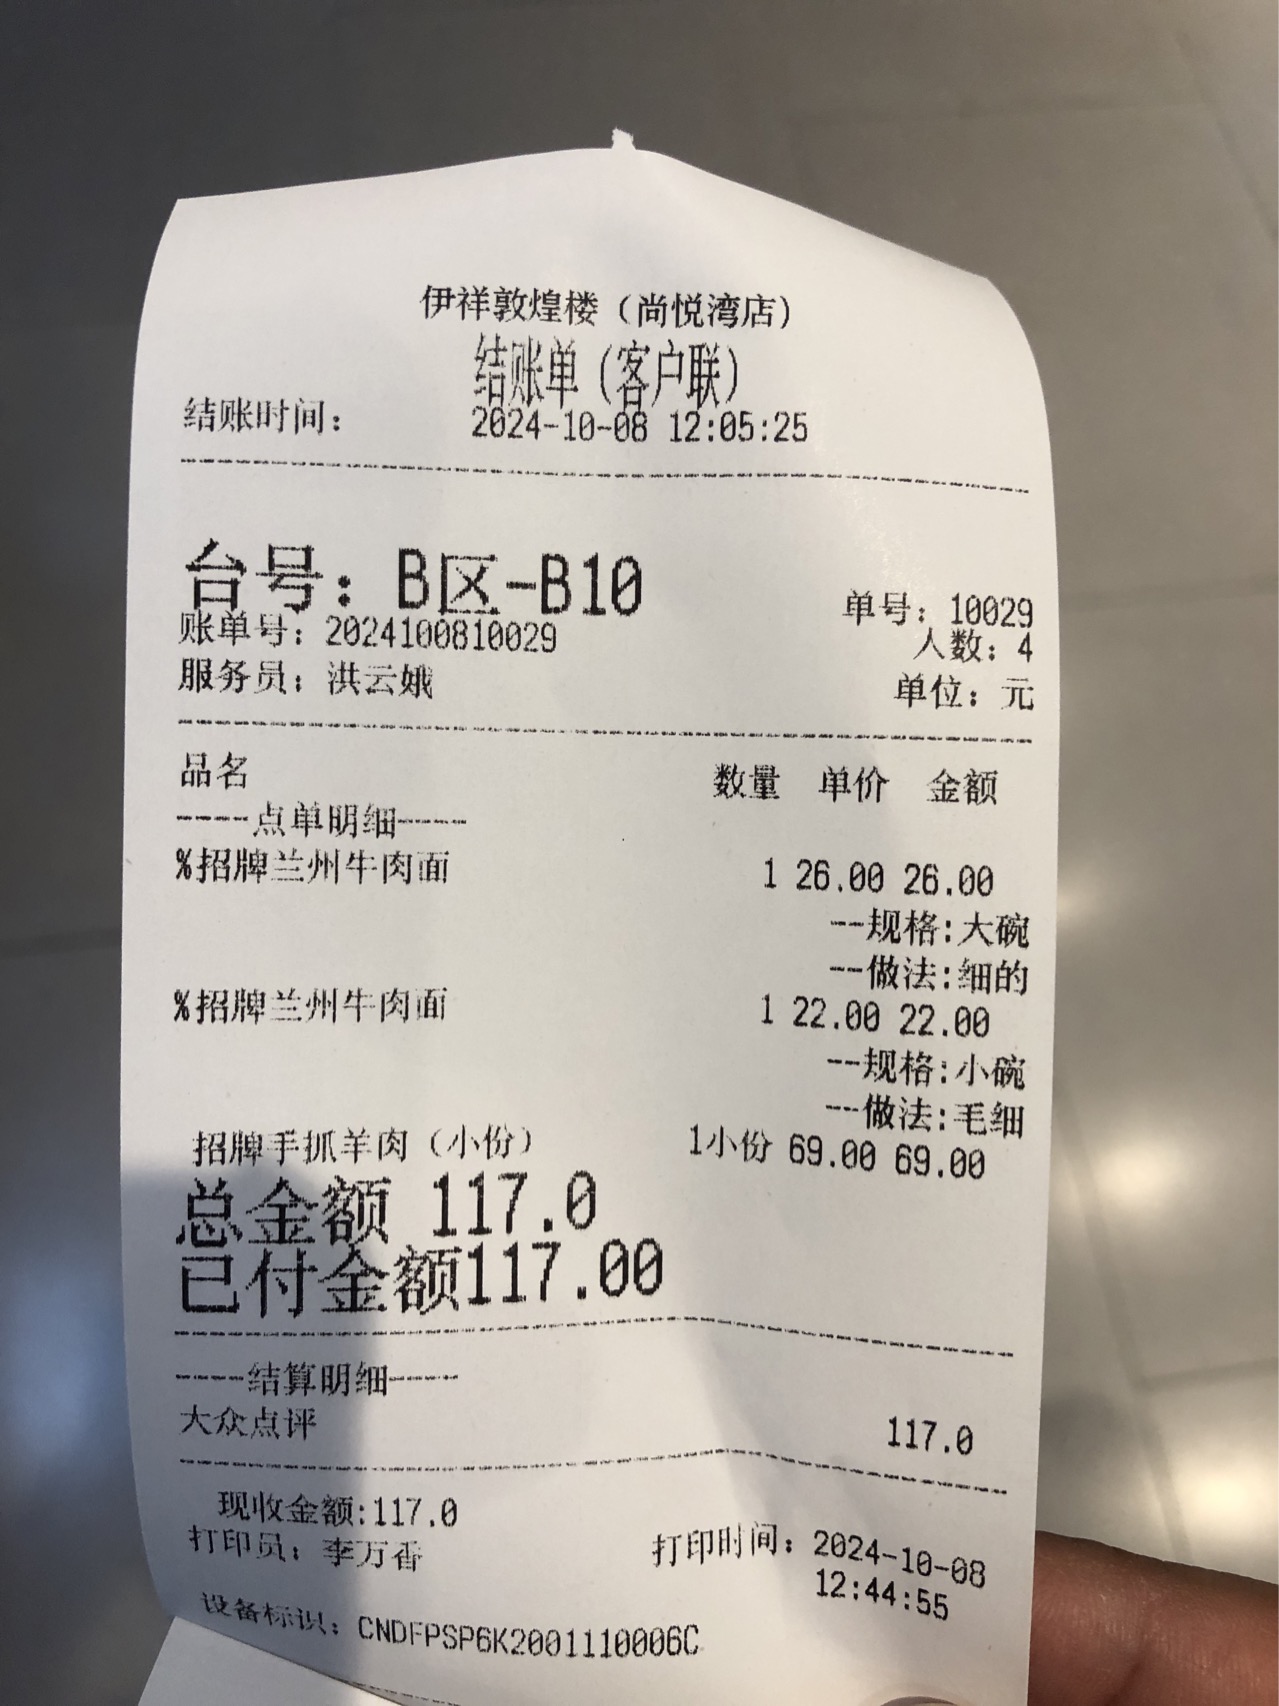 伊祥敦煌楼（尚悦湾店）
结账单（客户联）
结账时间： 2024-10-08 12:05:25
台号：B区-B10
单号：10029
账单号：2024100810029
人数：4
服务员：洪云娥
单位：元
品名 数量 单价 金额
----点单明细----
%招牌兰州牛肉面 1 26.00 26.00
--规格:大碗
--做法:细的
%招牌兰州牛肉面 1 22.00 22.00
--规格:小碗
--做法:毛细
招牌手抓羊肉（小份） 1小份 69.00 69.00
总金额 117.0
已付金额117.00
----结算明细----
大众点评 117.0
现收金额:117.0
打印员：李万香 打印时间：2024-10-08
12:44:55
设备标识：CNDFPSP6K2001110006C